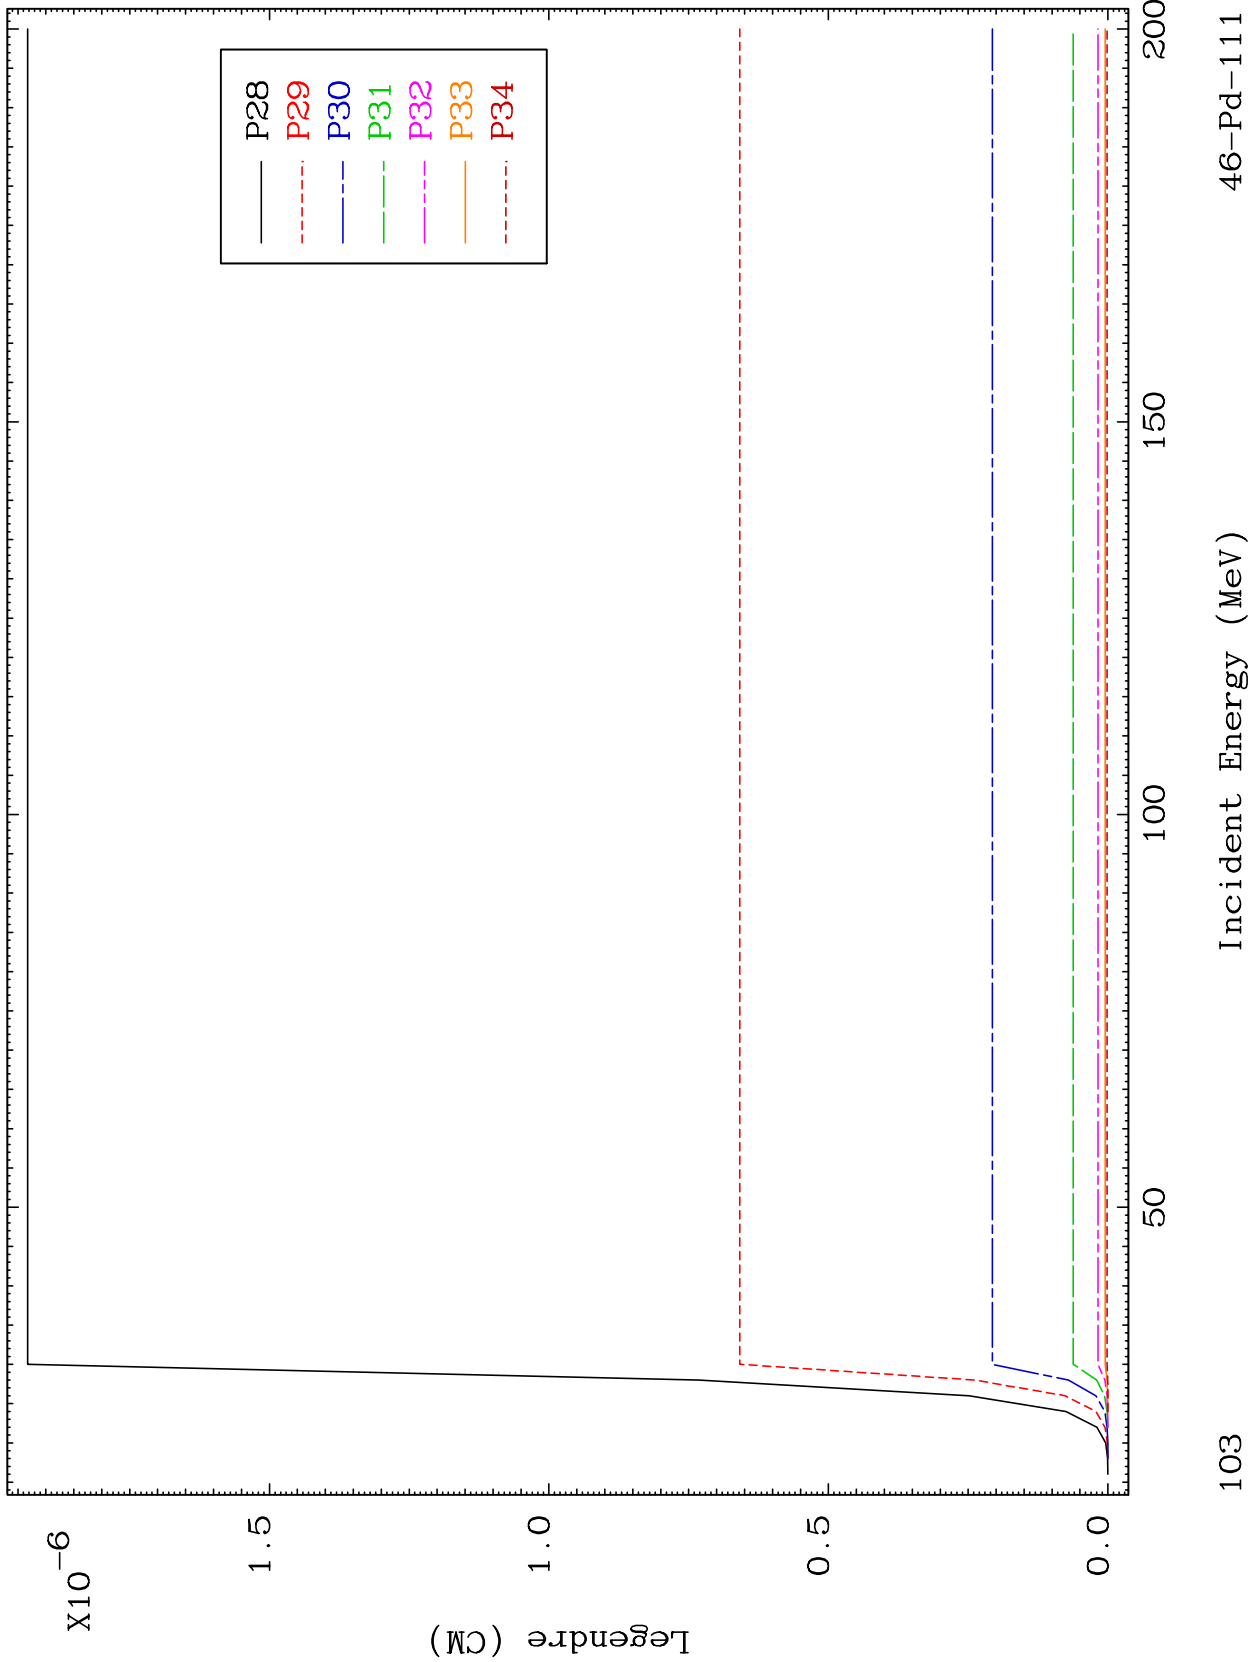 X10-6
Legendre (CM)
1.5
1.0
0.5
0.0
P28
P29
P30
P31
P32
P33
P34
50
100
150
200
Incident Energy (MeV)
103
46-Pd-111